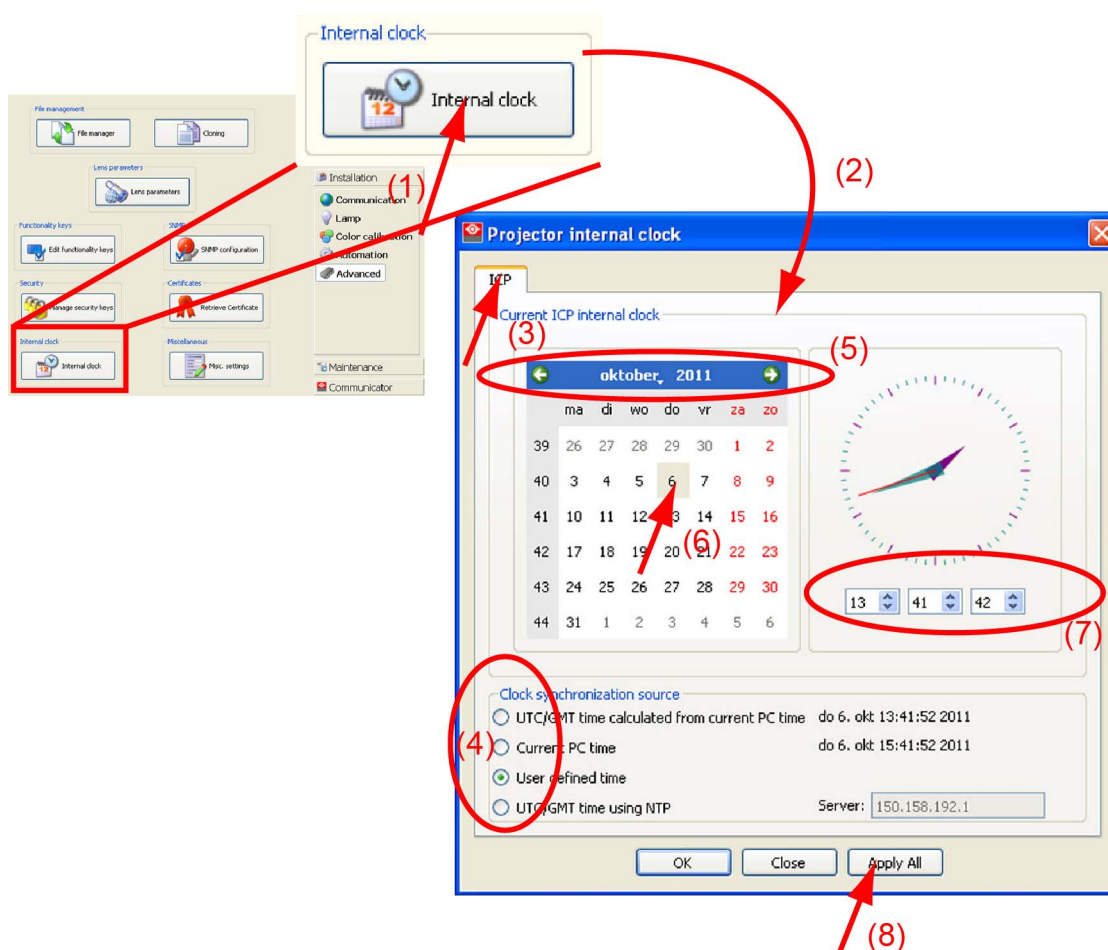 Internal clock
Internal clock
File management
File manager
Cloning
Lens parameters
Lens parameters
Functionality keys
SNMP
Edit functionality keys
SNMP configuration
Security
Certificates
Manage security keys
Retrieve Certificate
Internal clock
Miscellaneous
Internal clock
Misc. settings
Installation
(1)
Communication
Lamp
Color calibration
Automation
Advanced
Maintenance
Communicator
(2)
Projector internal clock
ICP
(3)
Current ICP internal clock
(5)
oktober, 2011
ma di wo do vr za zo
39 26 27 28 29 30 1 2
40 3 4 5 6 7 8 9
41 10 11 12 13 14 15 16
42 17 18 19 20 21 22 23
43 24 25 26 27 28 29 30
44 31 1 2 3 4 5 6
(6)
13 41 42
(7)
Clock synchronization source
UTC/GMT time calculated from current PC time do 6. okt 13:41:52 2011
(4)
Current PC time do 6. okt 15:41:52 2011
User defined time
UTC/GMT time using NTP Server: 150.158.192.1
OK Close Apply All
(8)